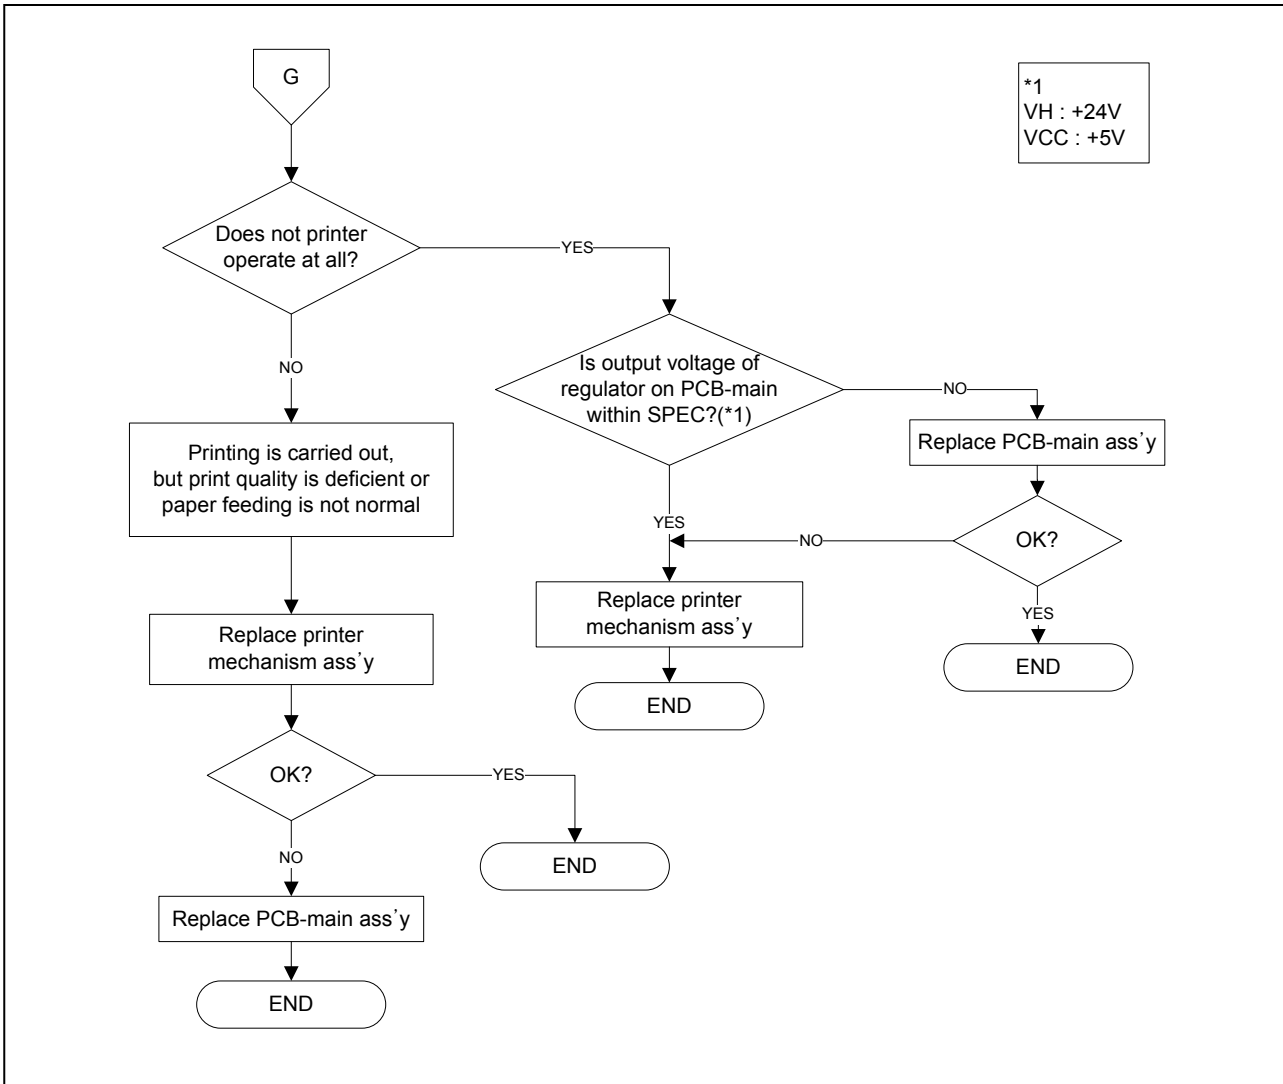 G
*1
VH : +24V
VCC : +5V
Does not printer
operate at all?
YES
NO
Is output voltage of
regulator on PCB-main
within SPEC?(*1)
NO
Replace PCB-main ass’y
Printing is carried out,
but print quality is deficient or
paper feeding is not normal
YES
NO
OK?
Replace printer
mechanism ass’y
YES
END
Replace printer
mechanism ass’y
END
OK?
YES
END
NO
Replace PCB-main ass’y
END